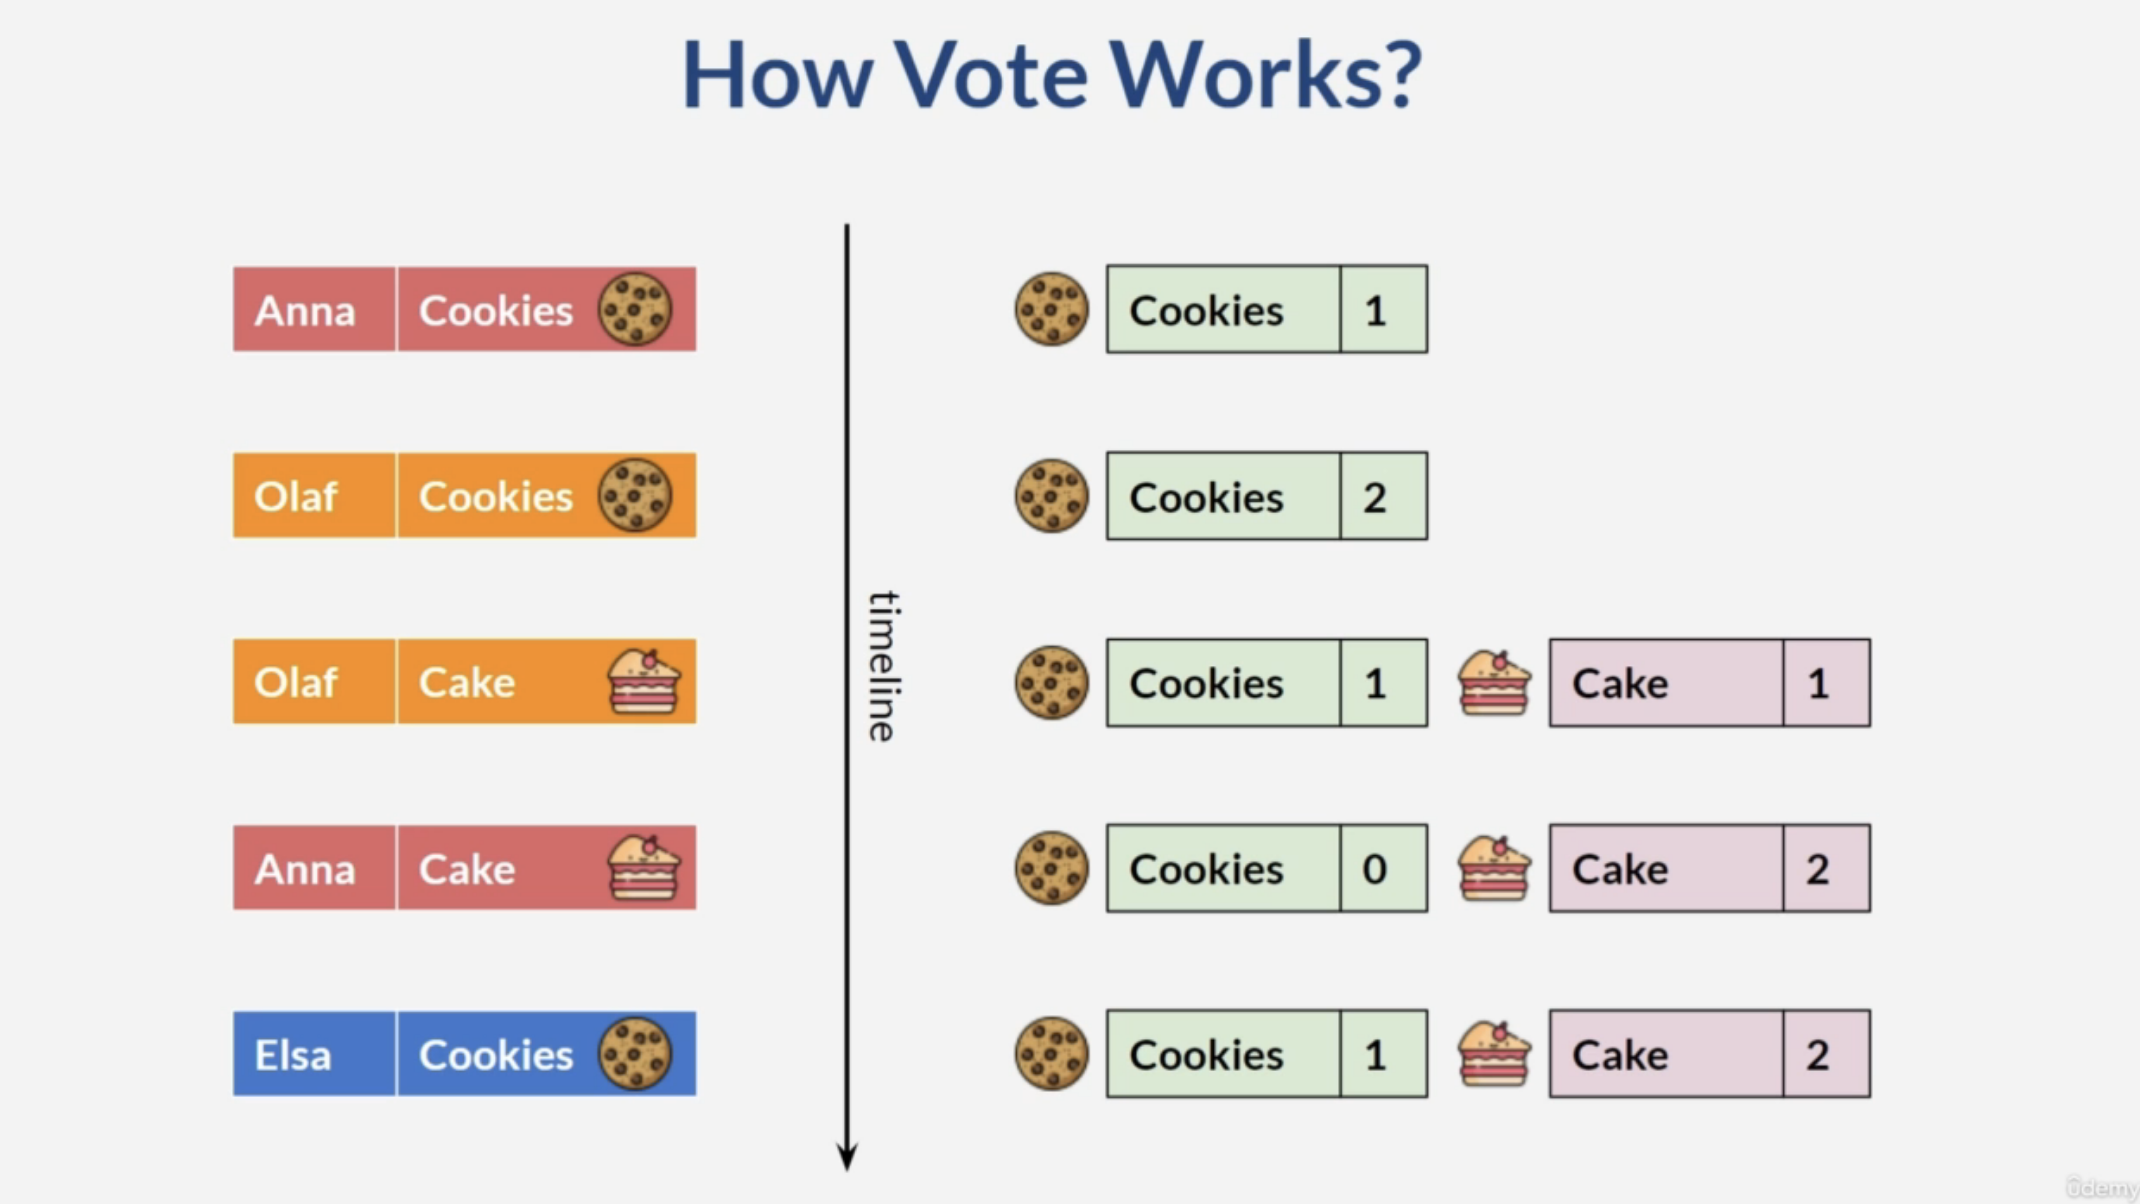 How Vote Works?
Anna Cookies Cookies 1
Olaf Cookies Cookies 2
timeline
Olaf Cake Cookies 1 Cake 1
Anna Cake Cookies 0 Cake 2
Elsa Cookies Cookies 1 Cake 2
ûdemy